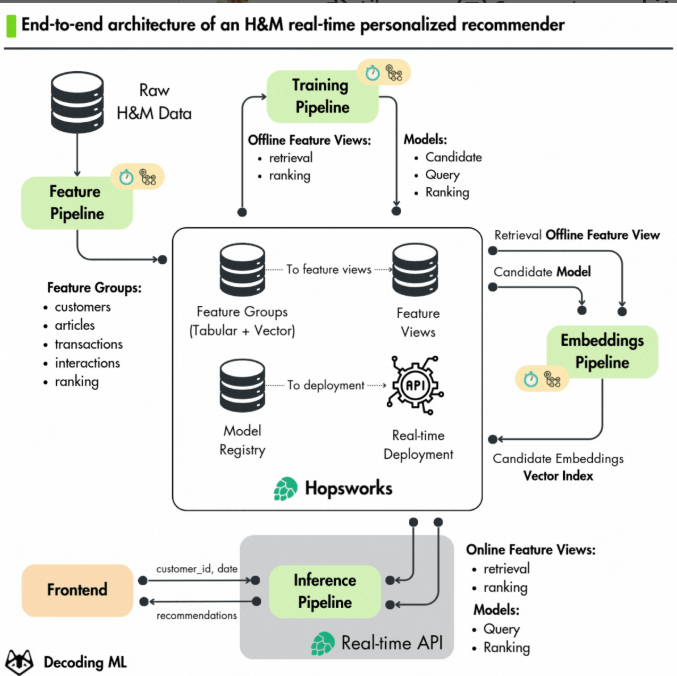 End-to-end architecture of an H&M real-time personalized recommender
Raw
H&M Data
Training
Pipeline
Offline Feature Views:
• retrieval
• ranking
Models:
• Candidate
• Query
• Ranking
Feature
Pipeline
Feature Groups:
• customers
• articles
• transactions
• interactions
• ranking
To feature views
Feature Groups
(Tabular + Vector)
Feature
Views
To deployment
API
Model
Registry
Real-time
Deployment
Hopsworks
Retrieval Offline Feature View
Candidate Model
Embeddings
Pipeline
Candidate Embeddings
Vector Index
Frontend
customer_id, date
recommendations
Inference
Pipeline
Real-time API
Online Feature Views:
• retrieval
• ranking
Models:
• Query
• Ranking
Decoding ML